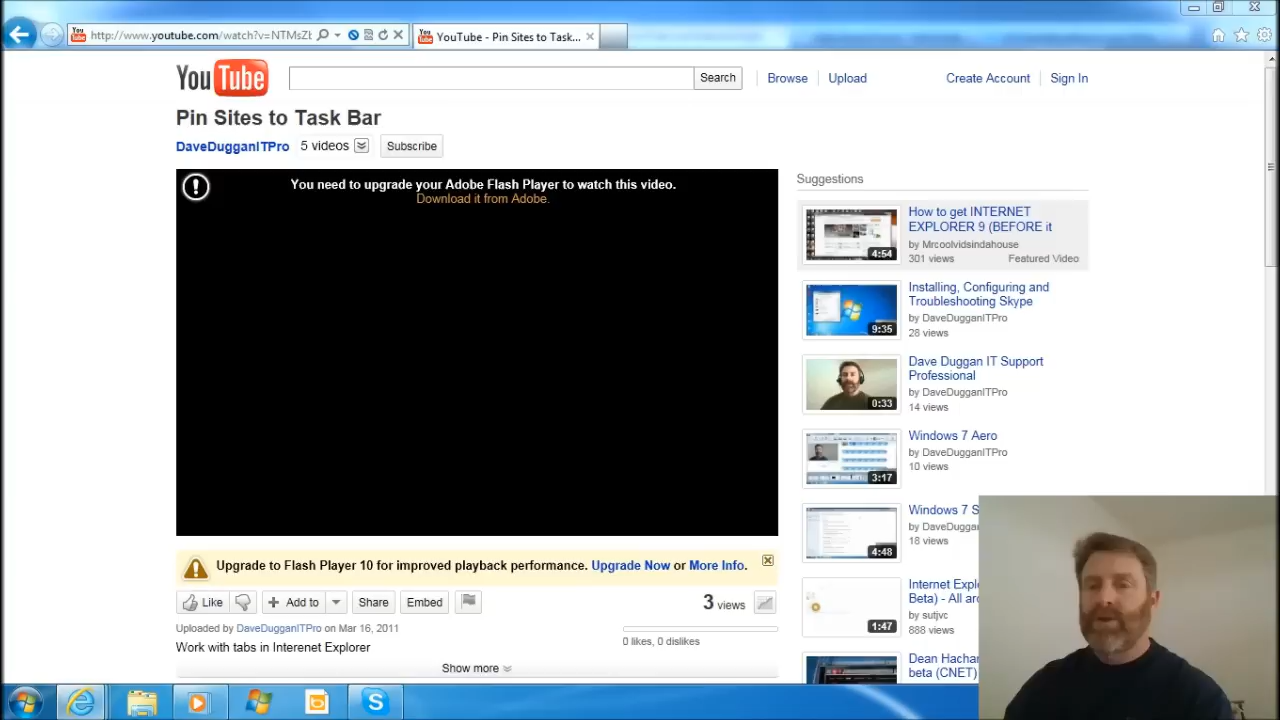 http://www.youtube.com/watch?v=NTMsZt
YouTube - Pin Sites to Task...
YouTube
Search
Browse
Upload
Create Account
Sign In
Pin Sites to Task Bar
DaveDugganITPro
5 videos
Subscribe
You need to upgrade your Adobe Flash Player to watch this video.
Download it from Adobe.
Suggestions
4:54
How to get INTERNET
EXPLORER 9 (BEFORE it
by Mrcoolvidsindahouse
301 views
Featured Video
9:35
Installing, Configuring and
Troubleshooting Skype
by DaveDugganITPro
28 views
0:33
Dave Duggan IT Support
Professional
by DaveDugganITPro
14 views
3:17
Windows 7 Aero
by DaveDugganITPro
10 views
4:48
Windows 7 S
by DaveDuggan
18 views
1:47
Internet Expl
Beta) - All ar
by sutjvc
888 views
Dean Hachar
beta (CNET)
Upgrade to Flash Player 10 for improved playback performance. Upgrade Now or More Info.
Like
Add to
Share
Embed
3 views
Uploaded by DaveDugganITPro on Mar 16, 2011
0 likes, 0 dislikes
Work with tabs in Interenet Explorer
Show more